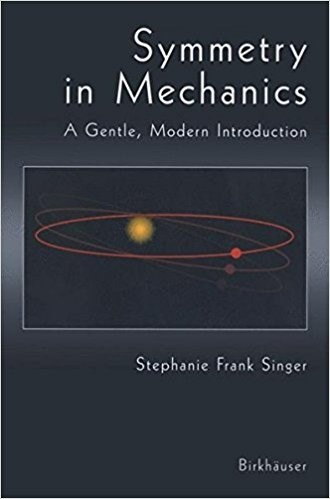 Symmetry
in Mechanics
A Gentle, Modern Introduction
Stephanie Frank Singer
Birkhäuser